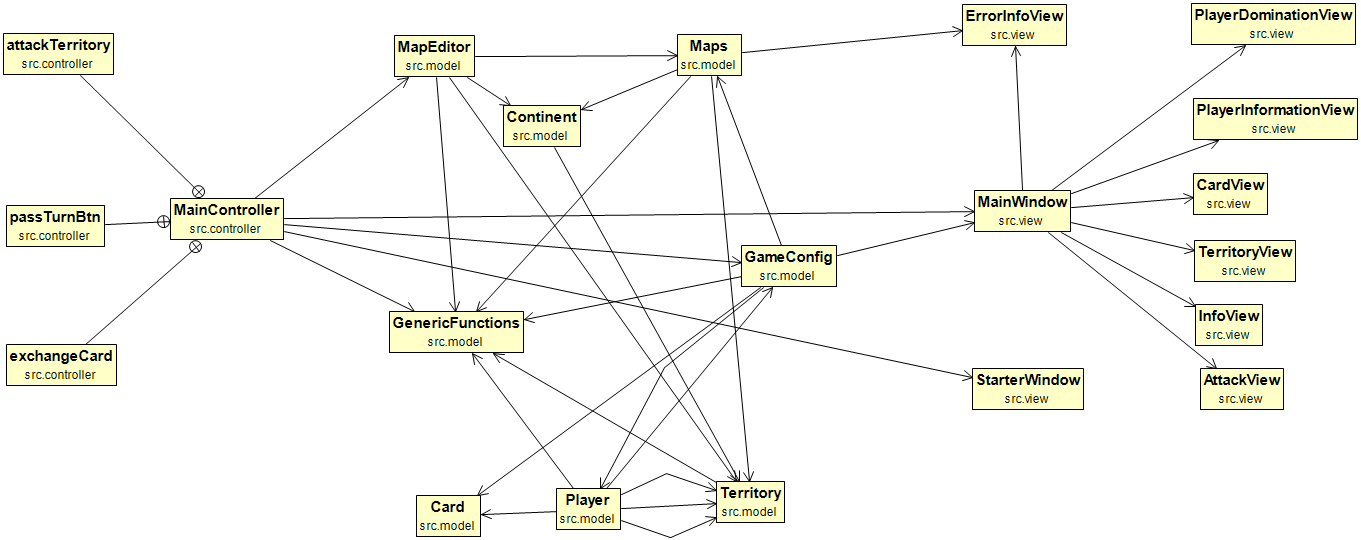 attackTerritory
src.controller
MapEditor
src.model
Maps
src.model
ErrorInfoView
src.view
PlayerDominationView
src.view
Continent
src.model
PlayerInformationView
src.view
passTurnBtn
src.controller
MainController
src.controller
MainWindow
src.view
CardView
src.view
GameConfig
src.model
TerritoryView
src.view
GenericFunctions
src.model
InfoView
src.view
exchangeCard
src.controller
StarterWindow
src.view
AttackView
src.view
Card
src.model
Player
src.model
Territory
src.model